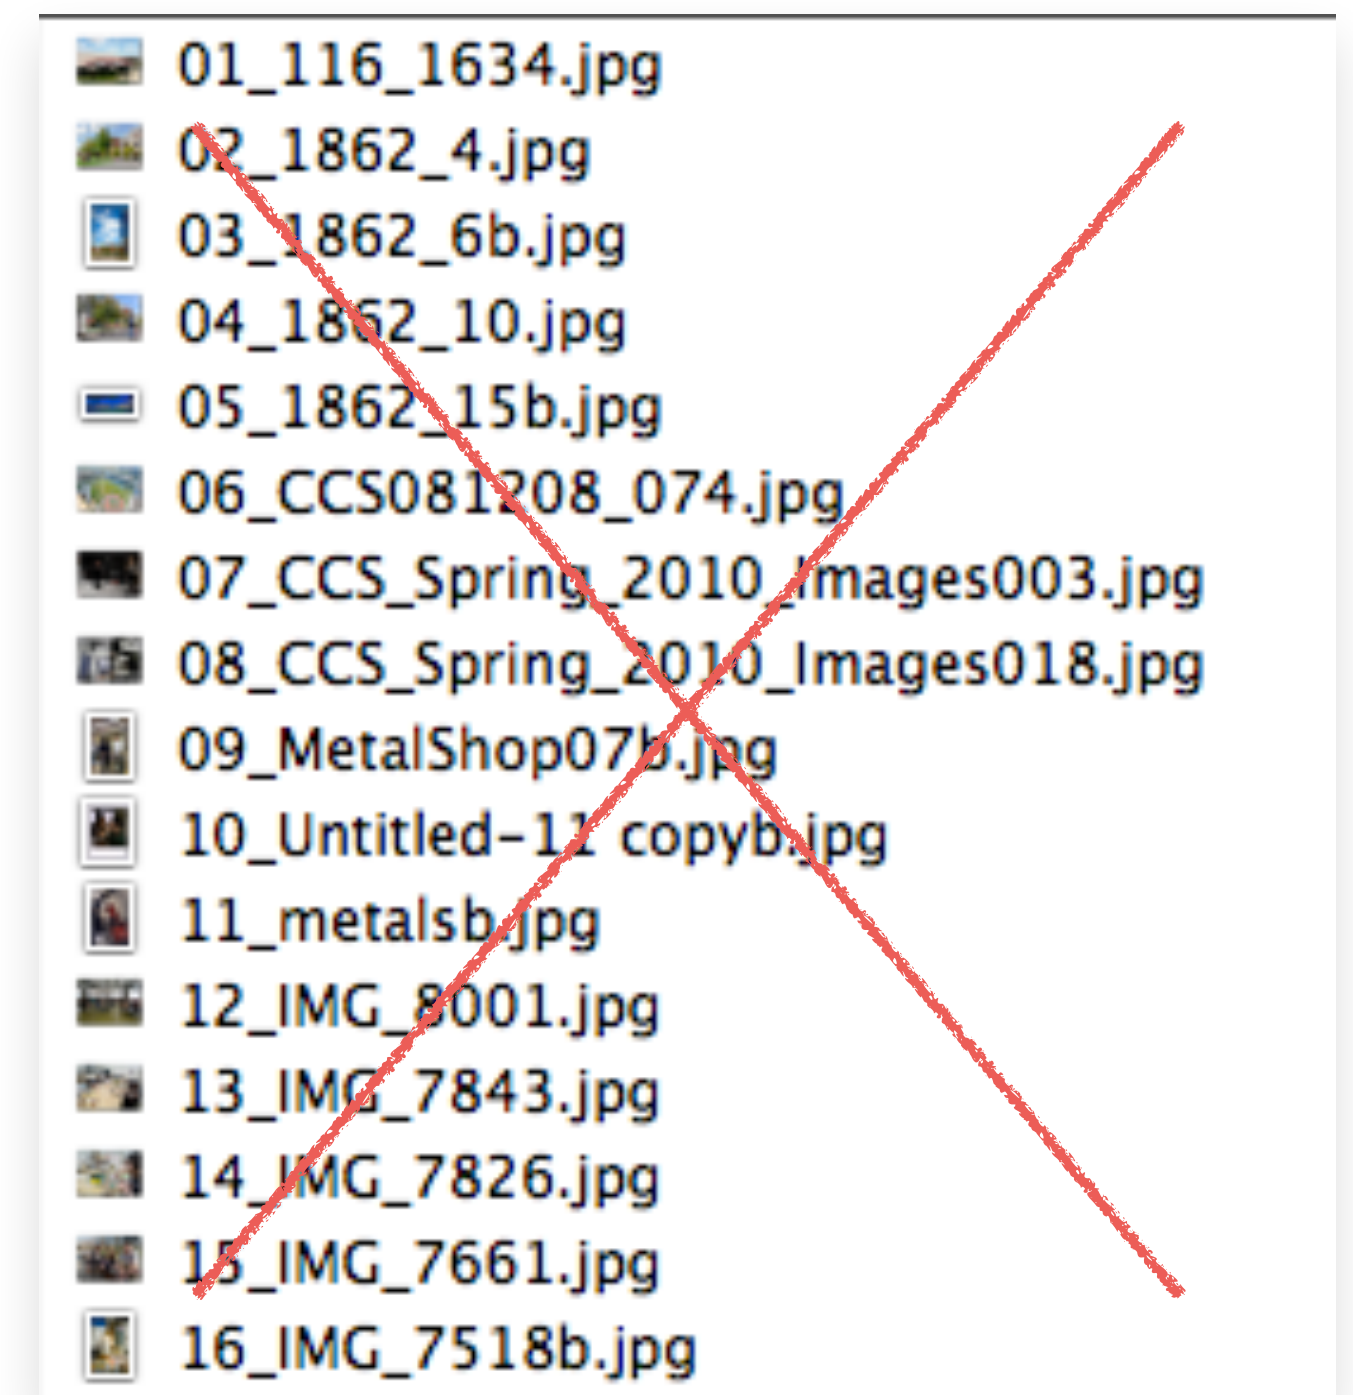 01_116_1634.jpg
02_1862_4.jpg
03_1862_6b.jpg
04_1862_10.jpg
05_1862_15b.jpg
06_CCS081208_074.jpg
07_CCS_Spring_2010_Images003.jpg
08_CCS_Spring_2010_Images018.jpg
09_MetalShop07b.jpg
10_Untitled-11 copyb.jpg
11_metalsb.jpg
12_IMG_8001.jpg
13_IMG_7843.jpg
14_IMG_7826.jpg
15_IMG_7661.jpg
16_IMG_7518b.jpg